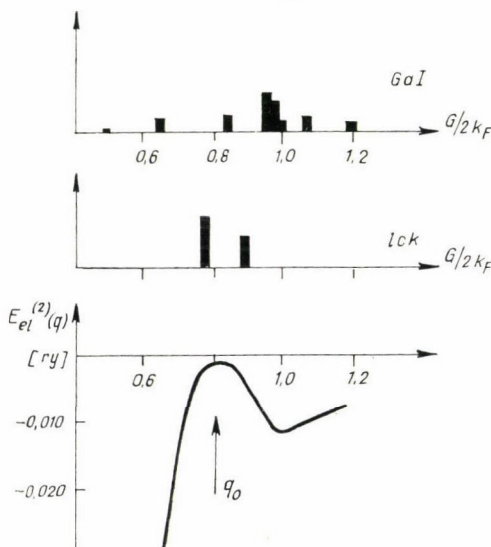 GaI
G/2k_F
0,6 0,8 1,0 1,2
lck
G/2k_F
E_el^(2)(q)
[ry]
0,6 1,0 1,2
-0,010
q_0
-0,020